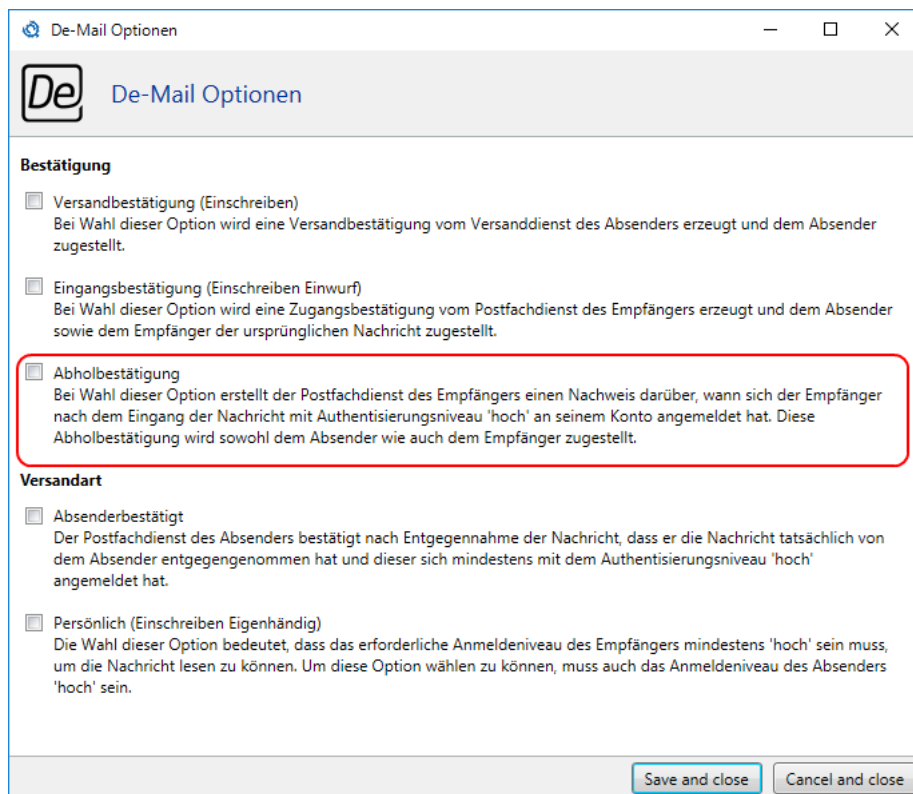 De-Mail Optionen
De
De-Mail Optionen
Bestätigung
Versandbestätigung (Einschreiben)
Bei Wahl dieser Option wird eine Versandbestätigung vom Versanddienst des Absenders erzeugt und dem Absender
zugestellt.
Eingangsbestätigung (Einschreiben Einwurf)
Bei Wahl dieser Option wird eine Zugangsbestätigung vom Postfachdienst des Empfängers erzeugt und dem Absender
sowie dem Empfänger der ursprünglichen Nachricht zugestellt.
Abholbestätigung
Bei Wahl dieser Option erstellt der Postfachdienst des Empfängers einen Nachweis darüber, wann sich der Empfänger
nach dem Eingang der Nachricht mit Authentisierungsniveau 'hoch' an seinem Konto angemeldet hat. Diese
Abholbestätigung wird sowohl dem Absender wie auch dem Empfänger zugestellt.
Versandart
Absenderbestätigt
Der Postfachdienst des Absenders bestätigt nach Entgegennahme der Nachricht, dass er die Nachricht tatsächlich von
dem Absender entgegengenommen hat und dieser sich mindestens mit dem Authentisierungsniveau 'hoch'
angemeldet hat.
Persönlich (Einschreiben Eigenhändig)
Die Wahl dieser Option bedeutet, dass das erforderliche Anmeldeniveau des Empfängers mindestens 'hoch' sein muss,
um die Nachricht lesen zu können. Um diese Option wählen zu können, muss auch das Anmeldeniveau des Absenders
'hoch' sein.
Save and close
Cancel and close